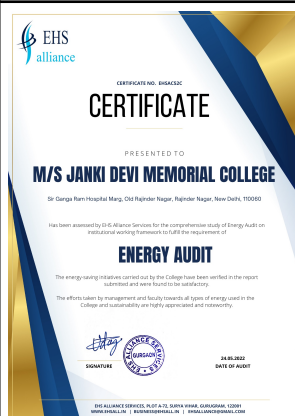 EHS
alliance
CERTIFICATE NO. EHSAC52C
CERTIFICATE
PRESENTED TO
M/S JANKI DEVI MEMORIAL COLLEGE
Sir Ganga Ram Hospital Marg, Old Rajinder Nagar, Rajinder Nagar, New Delhi, 110060
Has been assessed by EHS Alliance Services for the comprehensive study of Energy Audit on
institutional working framework to fulfill the requirement of
ENERGY AUDIT
The energy-saving initiatives carried out by the College have been verified in the report
submitted and were found to be satisfactory.
The efforts taken by management and faculty towards all types of energy used in the
College and sustainability are highly appreciated and noteworthy.
ALLIANCE SERVICES
GURGAON
24.05.2022
SIGNATURE
DATE OF AUDIT
EHS ALLIANCE SERVICES, PLOT A-72, SURYA VIHAR, GURUGRAM, 122001
WWW.EHSALL.IN | BUSINESS@EHSALL.IN | EHSALLIANCE@GMAIL.COM